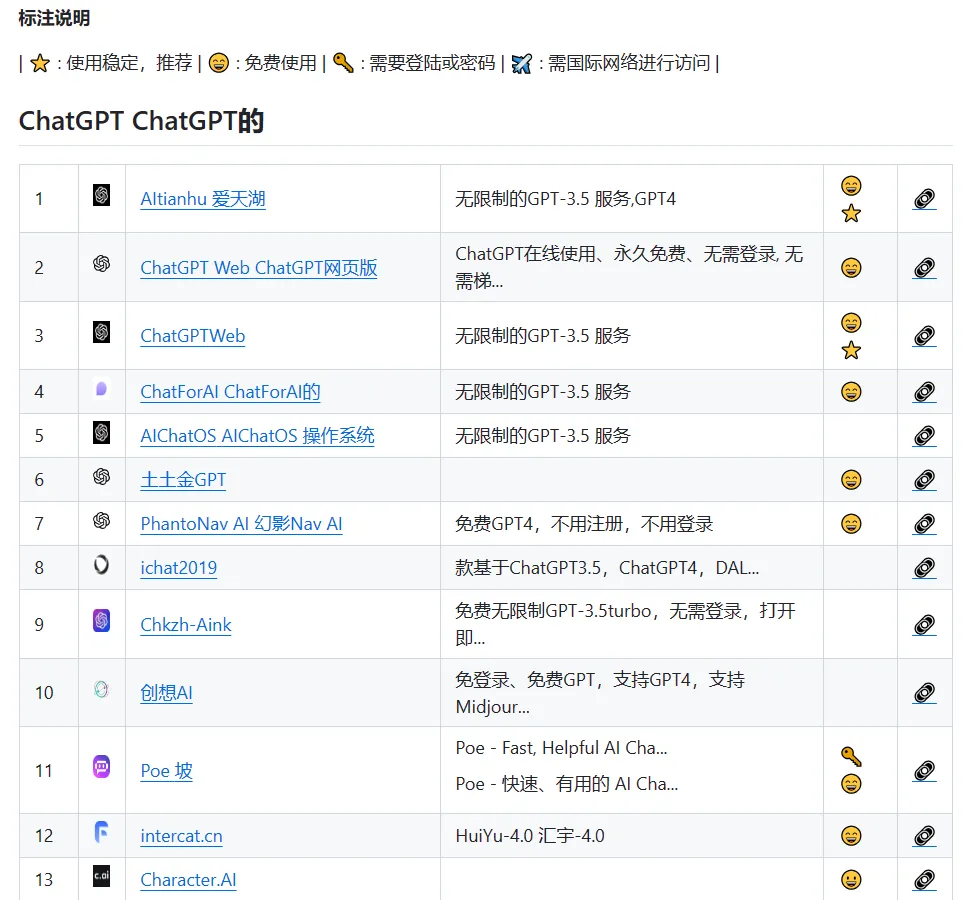 标注说明
| ⭐ : 使用稳定，推荐 | 😄 : 免费使用 | 🔑 : 需要登陆或密码 | ✈️ : 需国际网络进行访问 |
ChatGPT ChatGPT的
1 AItianhu 爱天湖 无限制的GPT-3.5 服务,GPT4 😄
⭐ 🔗
2 ChatGPT Web ChatGPT网页版 ChatGPT在线使用、永久免费、无需登录, 无
需梯... 😄 🔗
3 ChatGPTWeb 无限制的GPT-3.5 服务 😄
⭐ 🔗
4 ChatForAI ChatForAI的 无限制的GPT-3.5 服务 😄 🔗
5 AIChatOS AIChatOS 操作系统 无限制的GPT-3.5 服务 🔗
6 土土金GPT 😄 🔗
7 PhantoNav AI 幻影Nav AI 免费GPT4，不用注册，不用登录 😄 🔗
8 ichat2019 款基于ChatGPT3.5，ChatGPT4，DAL... 🔗
9 Chkzh-Aink 免费无限制GPT-3.5turbo，无需登录，打开
即... 🔗
10 创想AI 免登录、免费GPT，支持GPT4，支持
Midjour... 🔗
11 Poe 坡 Poe - Fast, Helpful AI Cha...
Poe - 快速、有用的 AI Cha... 🔑
😄 🔗
12 intercat.cn HuiYu-4.0 汇宇-4.0 😄 🔗
13 c.ai Character.AI 😃 🔗